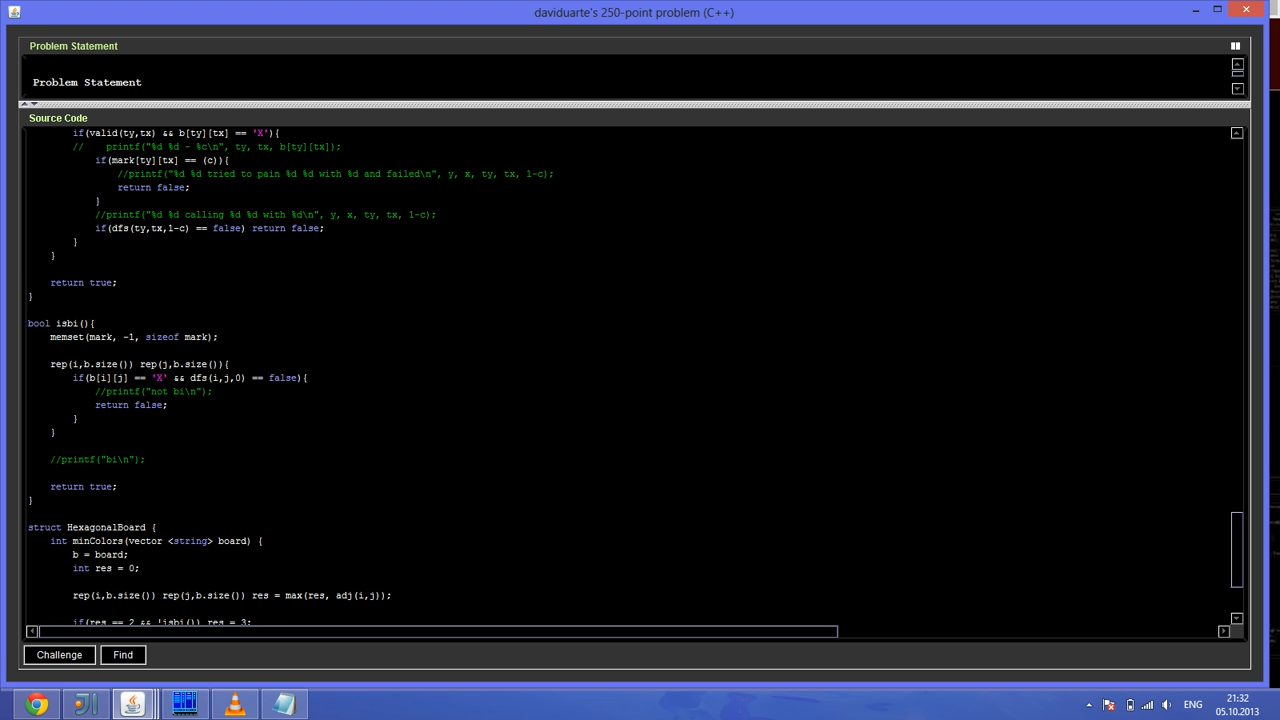 daviduarte's 250-point problem (C++)
Problem Statement
Problem Statement
Source Code
if(valid(ty,tx) && b[ty][tx] == 'X'){
// printf("%d %d - %c\n", ty, tx, b[ty][tx]);
if(mark[ty][tx] == (c)){
//printf("%d %d tried to pain %d %d with %d and failed\n", y, x, ty, tx, 1-c);
return false;
}
//printf("%d %d calling %d %d with %d\n", y, x, ty, tx, 1-c);
if(dfs(ty,tx,1-c) == false) return false;
}
}
return true;
}
bool isbi(){
memset(mark, -1, sizeof mark);
rep(i,b.size()) rep(j,b.size()){
if(b[i][j] == 'X' && dfs(i,j,0) == false){
//printf("not bi\n");
return false;
}
}
//printf("bi\n");
return true;
}
struct HexagonalBoard {
int minColors(vector <string> board) {
b = board;
int res = 0;
rep(i,b.size()) rep(j,b.size()) res = max(res, adj(i,j));
if(res == 2 && !isbi()) res = 3;
Challenge
Find
ENG
21:32
05.10.2013